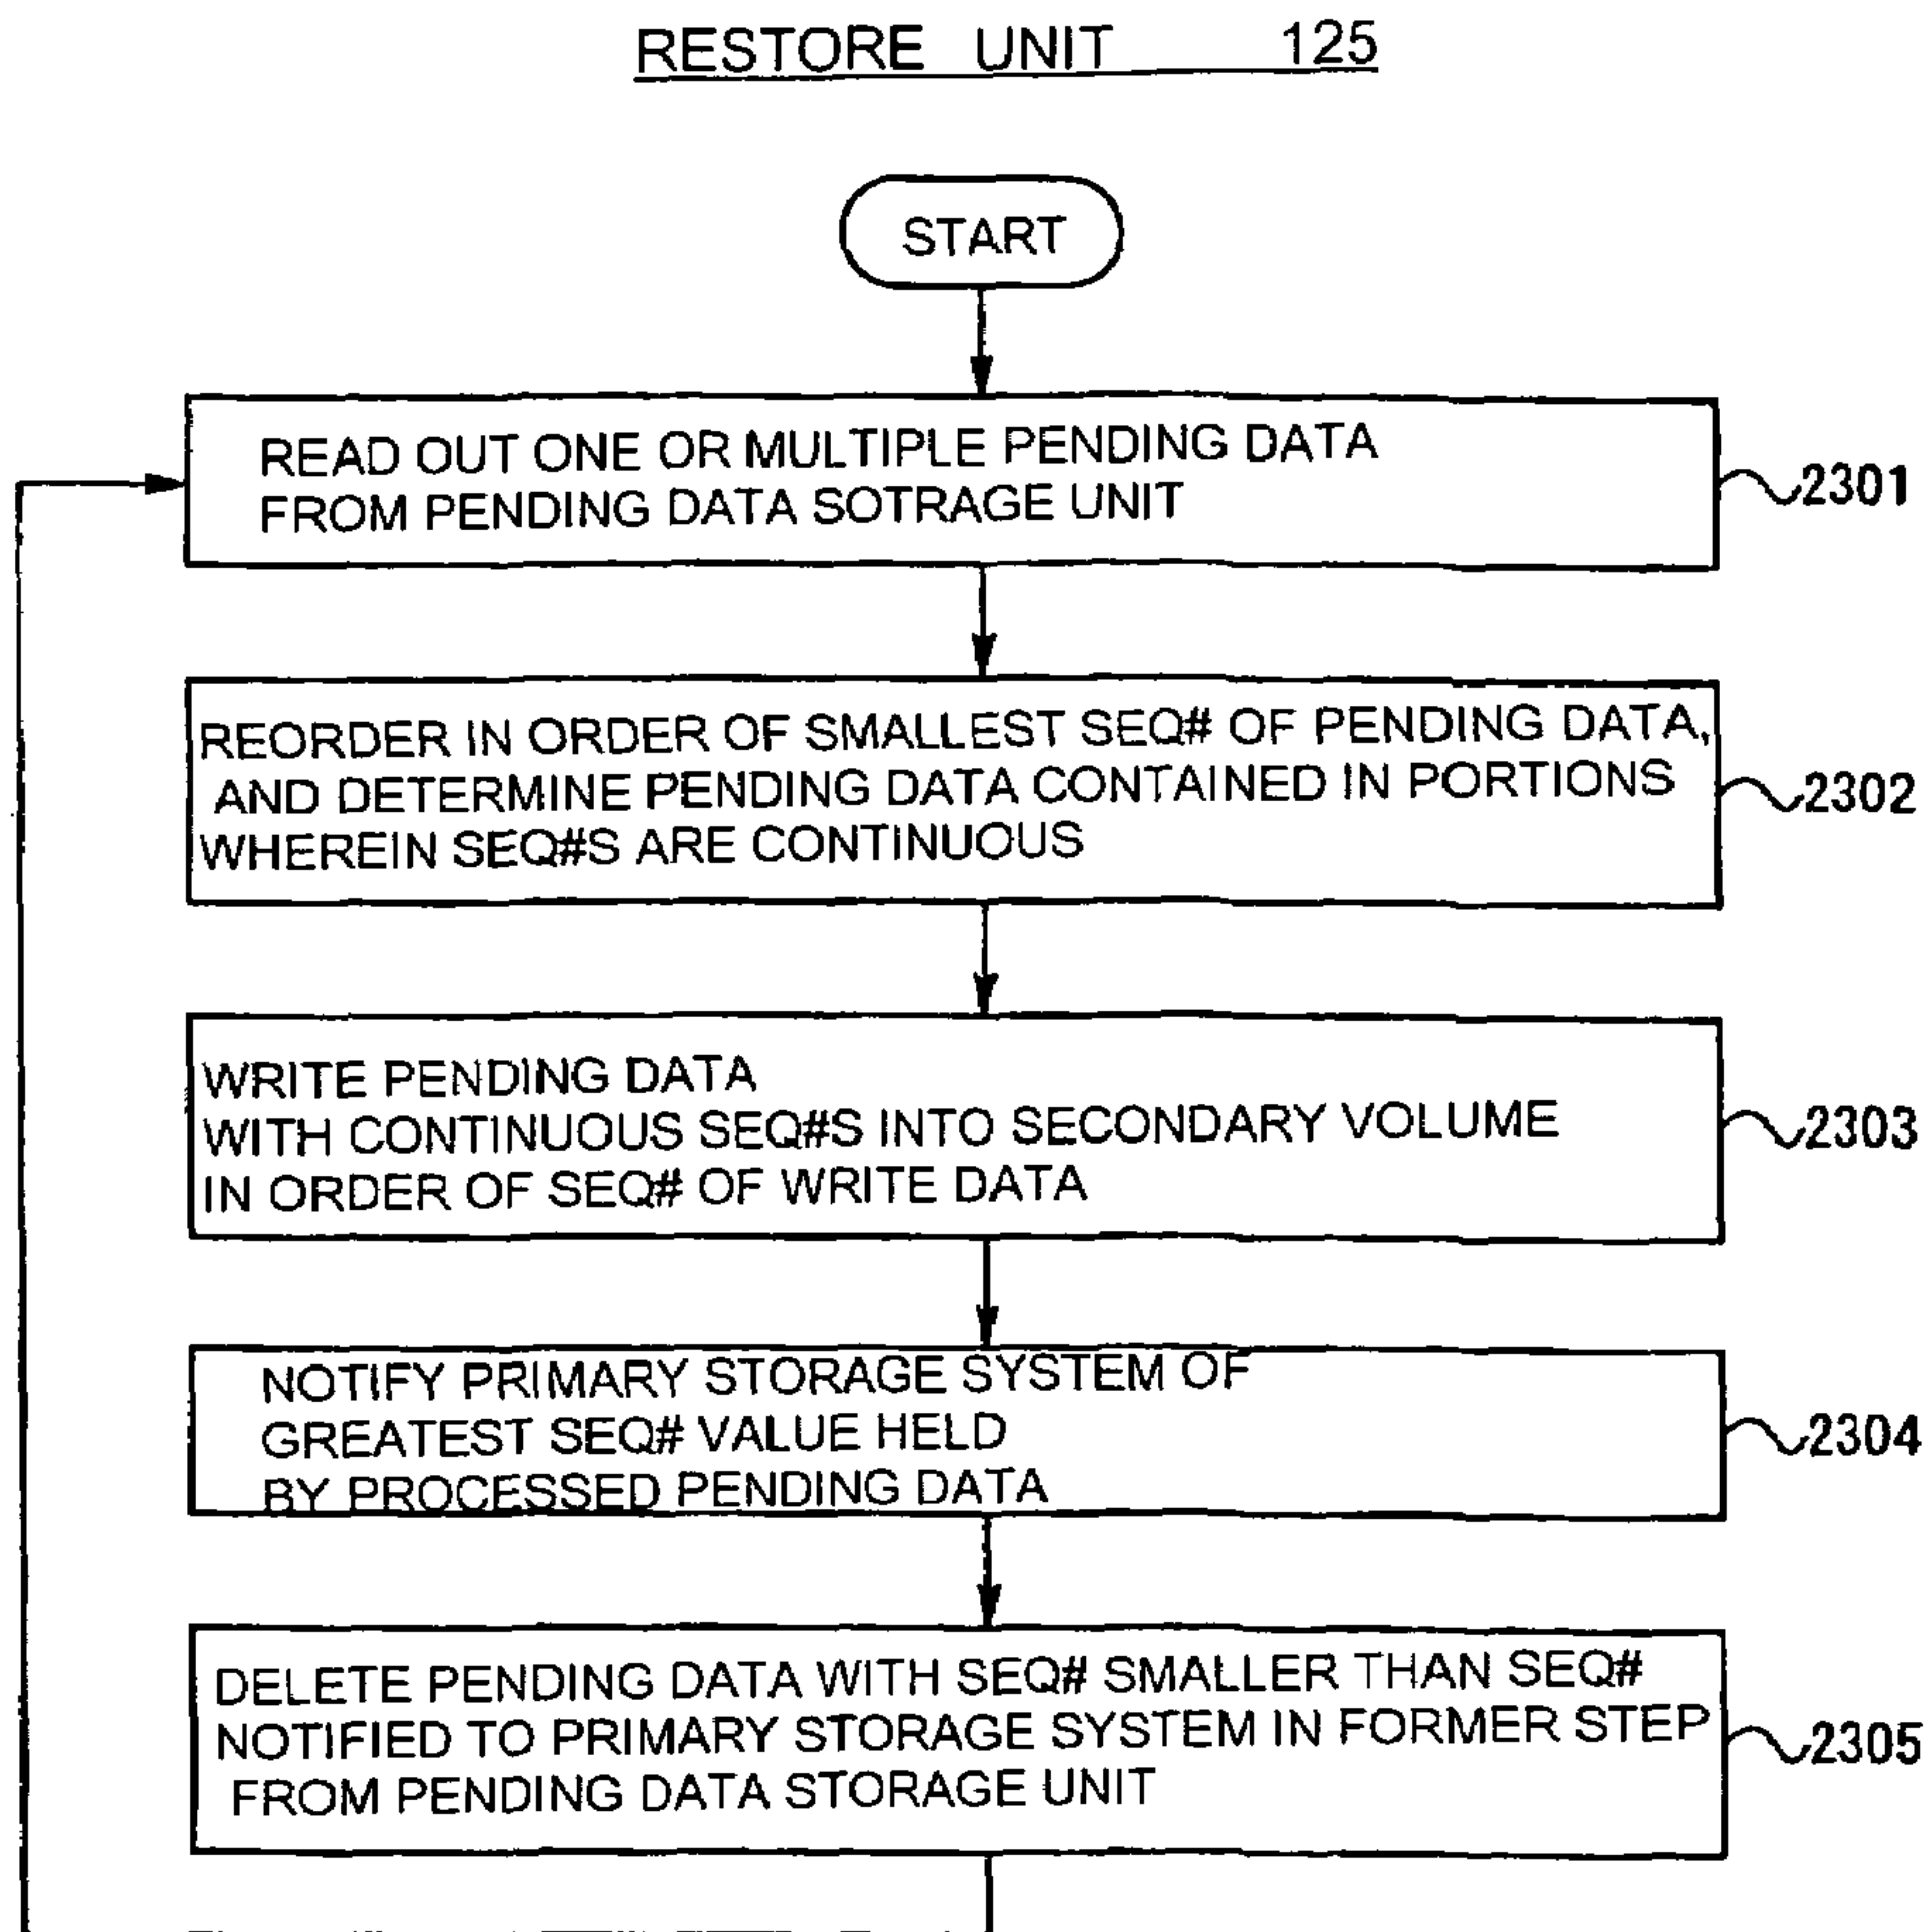 RESTORE UNIT 125
START
READ OUT ONE OR MULTIPLE PENDING DATA
FROM PENDING DATA SOTRAGE UNIT
2301
REORDER IN ORDER OF SMALLEST SEQ# OF PENDING DATA,
AND DETERMINE PENDING DATA CONTAINED IN PORTIONS
WHEREIN SEQ#S ARE CONTINUOUS
2302
WRITE PENDING DATA
WITH CONTINUOUS SEQ#S INTO SECONDARY VOLUME
IN ORDER OF SEQ# OF WRITE DATA
2303
NOTIFY PRIMARY STORAGE SYSTEM OF
GREATEST SEQ# VALUE HELD
BY PROCESSED PENDING DATA
2304
DELETE PENDING DATA WITH SEQ# SMALLER THAN SEQ#
NOTIFIED TO PRIMARY STORAGE SYSTEM IN FORMER STEP
FROM PENDING DATA STORAGE UNIT
2305